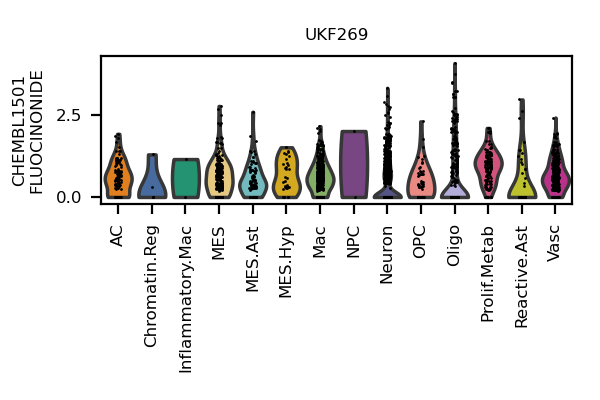 UKF269
CHEMBL1501
FLUOCINONIDE
2.5
0.0
AC
Chromatin.Reg
Inflammatory.Mac
MES
MES.Ast
MES.Hyp
Mac
NPC
Neuron
OPC
Oligo
Prolif.Metab
Reactive.Ast
Vasc